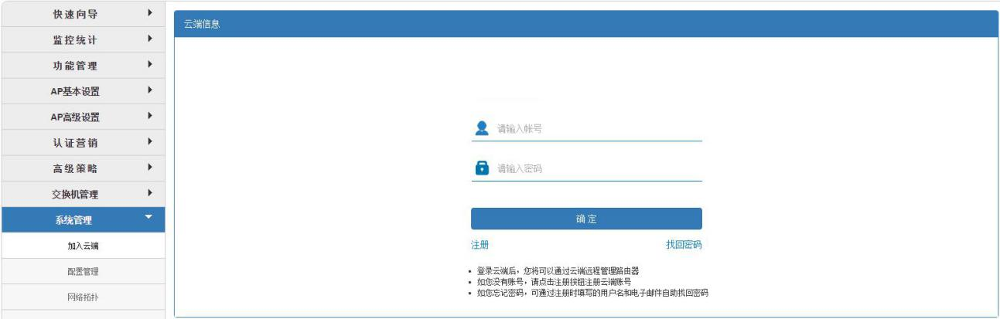 快速向导
监控统计
功能管理
AP基本设置
AP高级设置
认证营销
高级策略
交换机管理
系统管理
加入云端
配置管理
网络拓扑
云端信息
请输入帐号
请输入密码
确定
注册 找回密码
• 登录云端后，您将可以通过云端远程管理路由器
• 如您没有账号，请点击注册按钮注册云端账号
• 如您忘记密码，可通过注册时填写的用户名和电子邮件自助找回密码